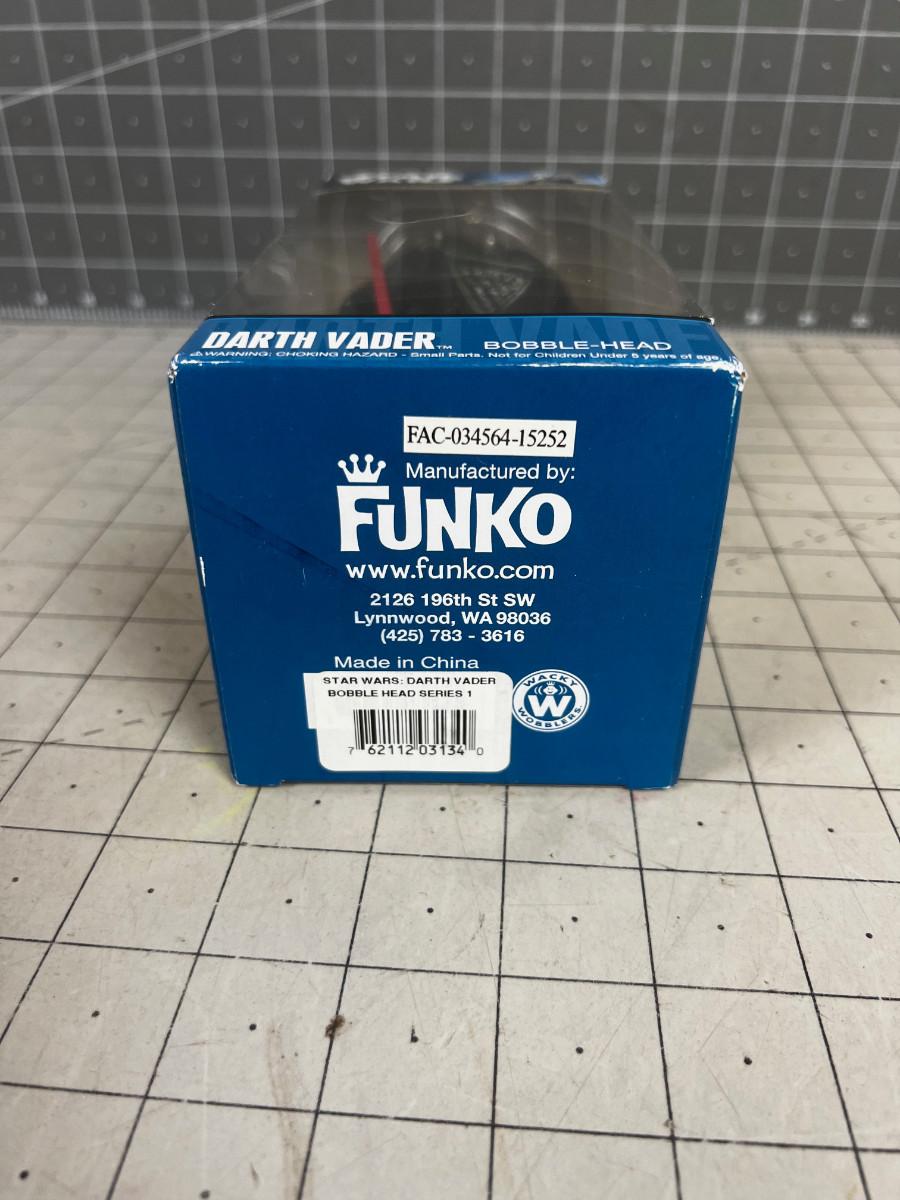 DARTH VADER™ BOBBLE-HEAD
⚠WARNING: CHOKING HAZARD - Small Parts. Not for Children Under 5 years of age.
FAC-034564-15252
Manufactured by:
FUNKO
www.funko.com
2126 196th St SW
Lynnwood, WA 98036
(425) 783 - 3616
Made in China
STAR WARS: DARTH VADER
BOBBLE HEAD SERIES 1
7 62112 03134 0
WACKY
W
WOBBLERS